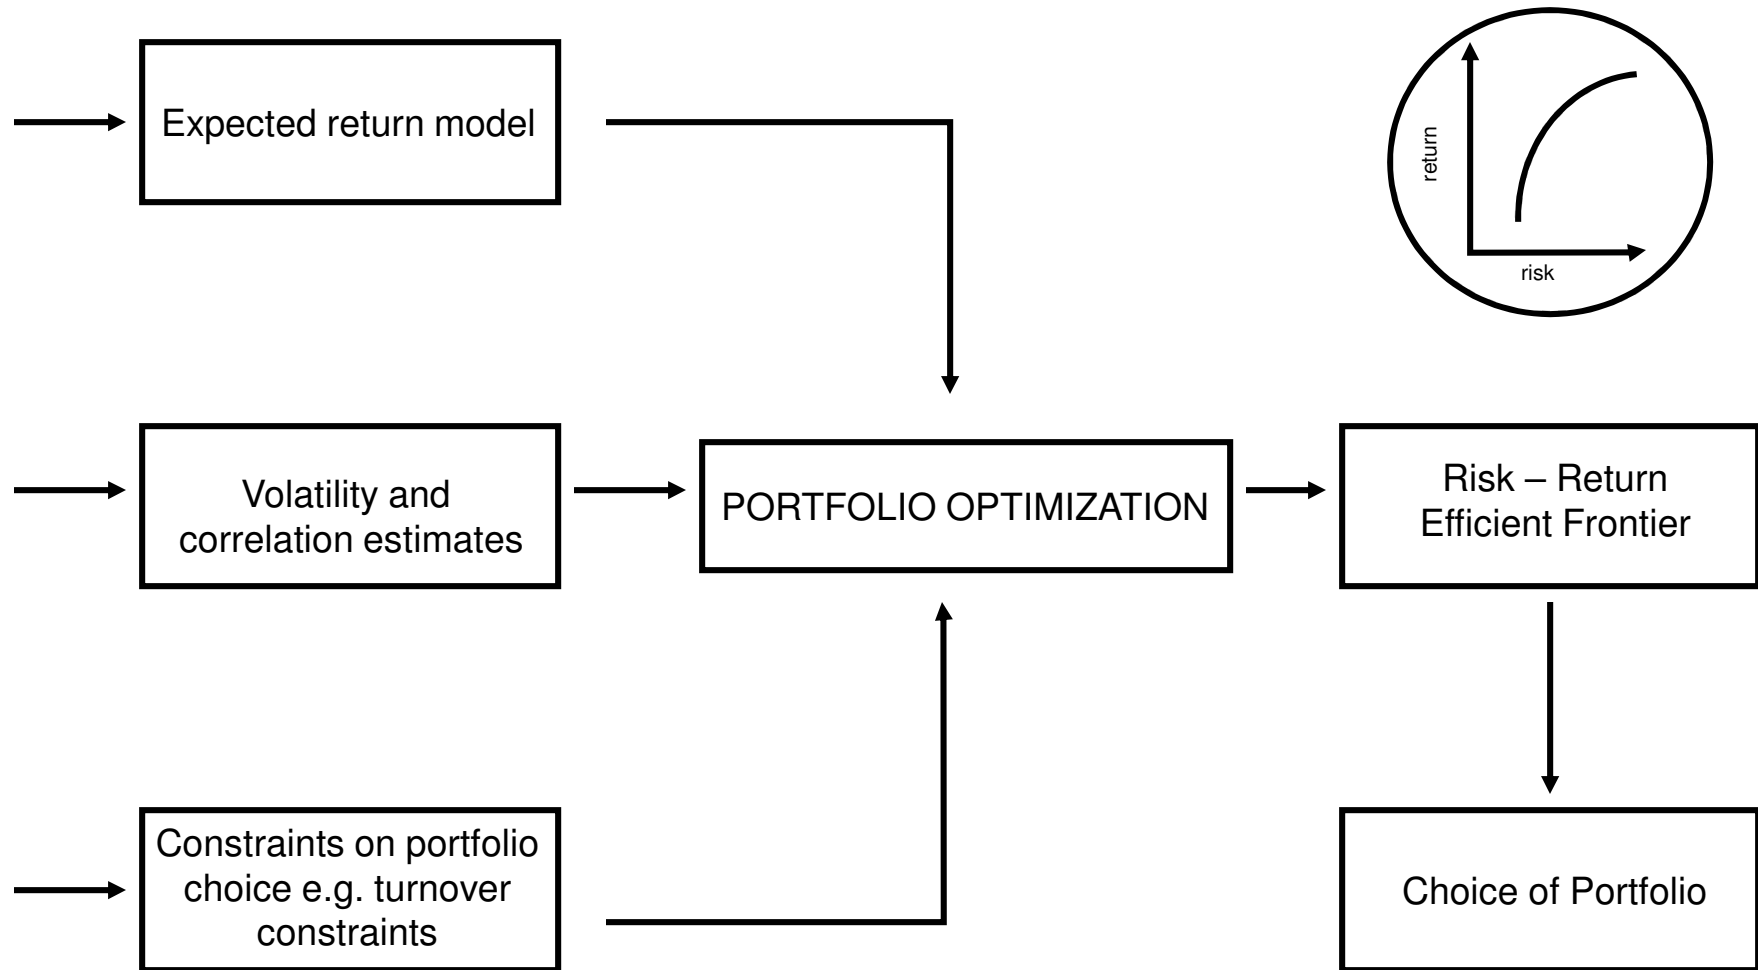 Expected return model
return
risk
Volatility and
correlation estimates
PORTFOLIO OPTIMIZATION
Risk – Return
Efficient Frontier
Constraints on portfolio
choice e.g. turnover
constraints
Choice of Portfolio